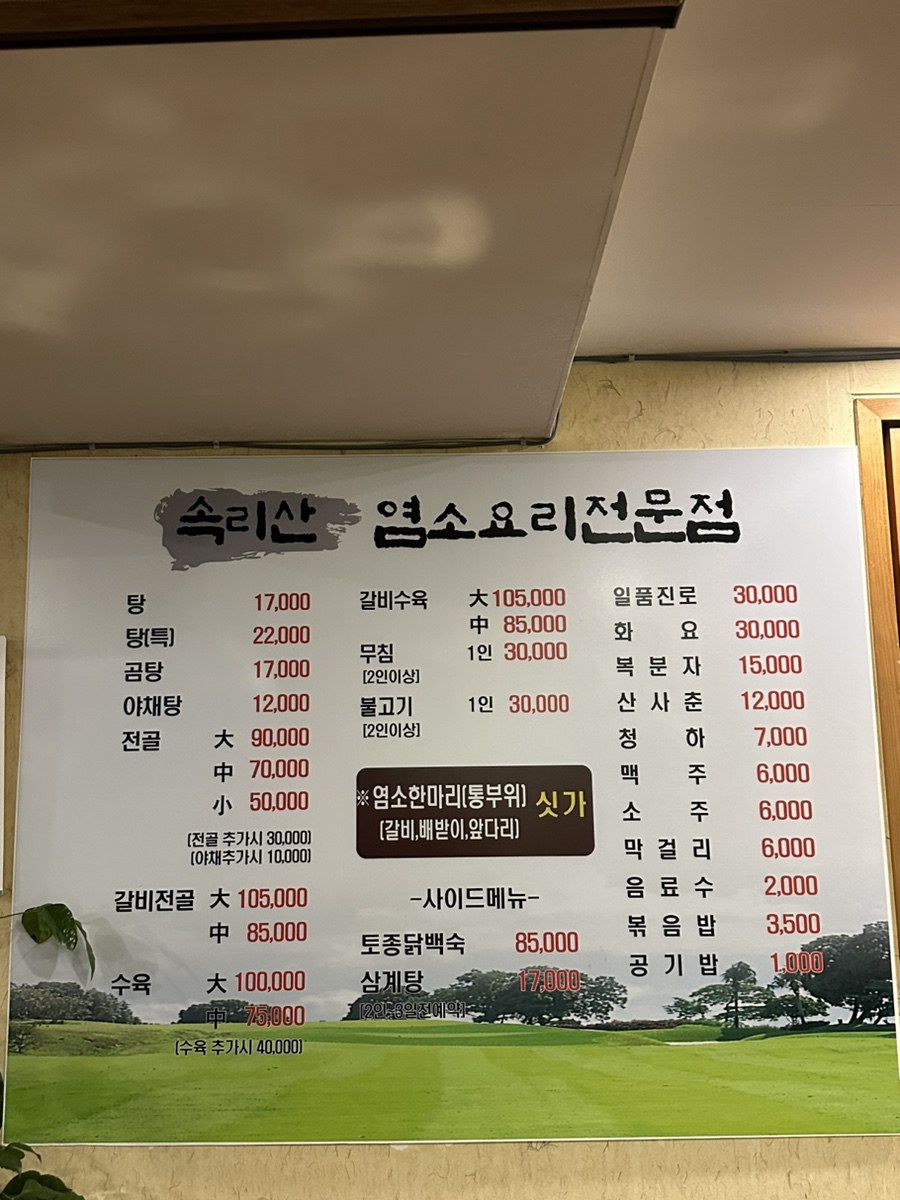 속리산 염소요리전문점
탕 17,000
탕(특) 22,000
곰탕 17,000
야채탕 12,000
전골 大 90,000
中 70,000
小 50,000
(전골 추가시 30,000)
(야채추가시 10,000)
갈비전골 大 105,000
中 85,000
수육 大 100,000
中 75,000
(수육 추가시 40,000)
갈비수육 大 105,000
中 85,000
무침 1인 30,000
[2인이상]
불고기 1인 30,000
[2인이상]
※염소한마리(통부위) 싯가
(갈비,배받이,앞다리)
-사이드메뉴-
토종닭백숙 85,000
삼계탕 17,000
[2인,3일전예약]
일품진로 30,000
화요 30,000
복분자 15,000
산사춘 12,000
청하 7,000
맥주 6,000
소주 6,000
막걸리 6,000
음료수 2,000
볶음밥 3,500
공기밥 1,000